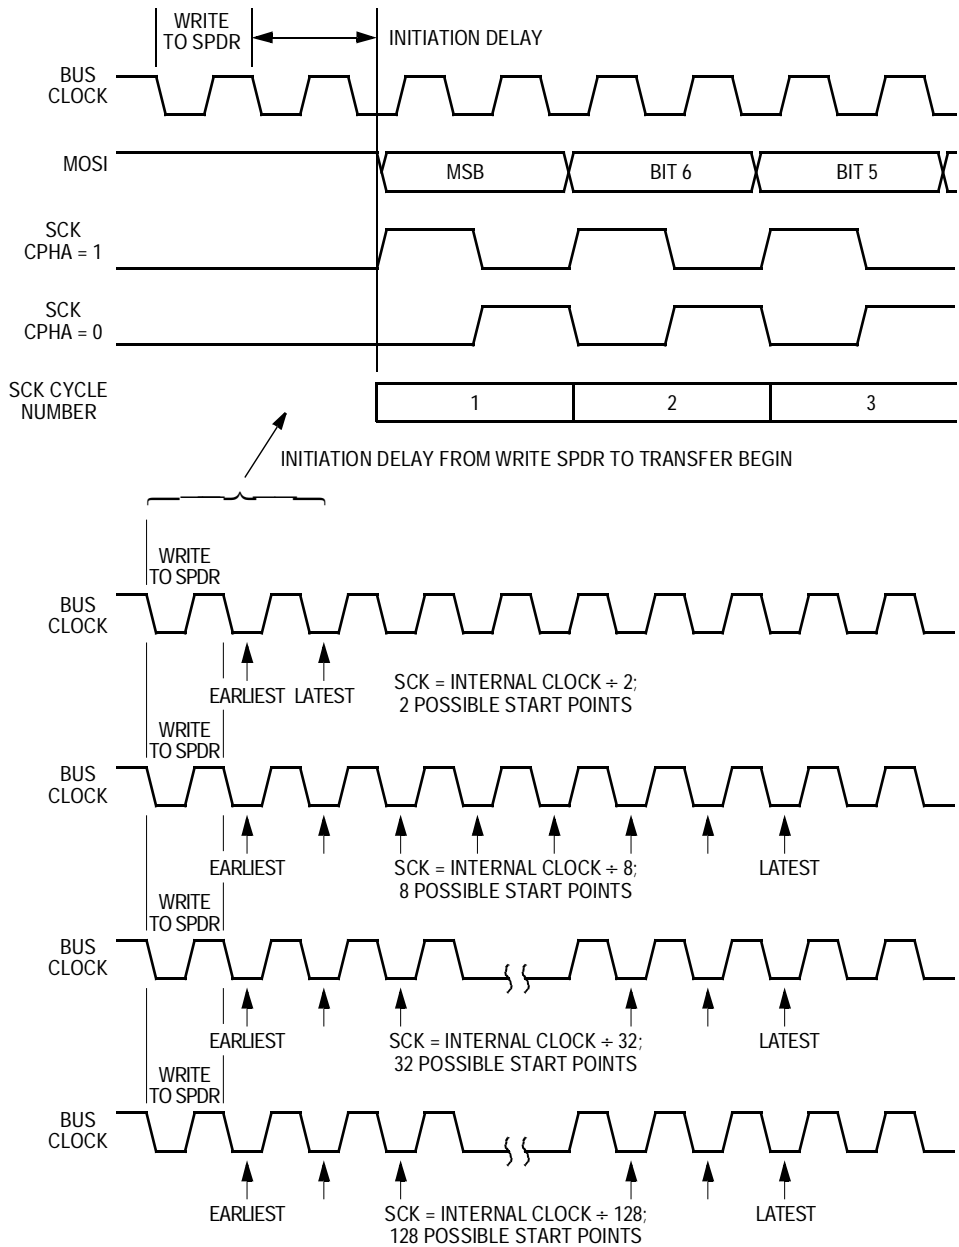 WRITE
TO SPDR
INITIATION DELAY
BUS
CLOCK
MOSI
MSB
BIT 6
BIT 5
SCK
CPHA = 1
SCK
CPHA = 0
SCK CYCLE
NUMBER
1
2
3
INITIATION DELAY FROM WRITE SPDR TO TRANSFER BEGIN
WRITE
TO SPDR
BUS
CLOCK
EARLIEST
LATEST
SCK = INTERNAL CLOCK ÷ 2;
2 POSSIBLE START POINTS
WRITE
TO SPDR
BUS
CLOCK
EARLIEST
SCK = INTERNAL CLOCK ÷ 8;
8 POSSIBLE START POINTS
LATEST
WRITE
TO SPDR
BUS
CLOCK
EARLIEST
SCK = INTERNAL CLOCK ÷ 32;
32 POSSIBLE START POINTS
LATEST
WRITE
TO SPDR
BUS
CLOCK
EARLIEST
SCK = INTERNAL CLOCK ÷ 128;
128 POSSIBLE START POINTS
LATEST